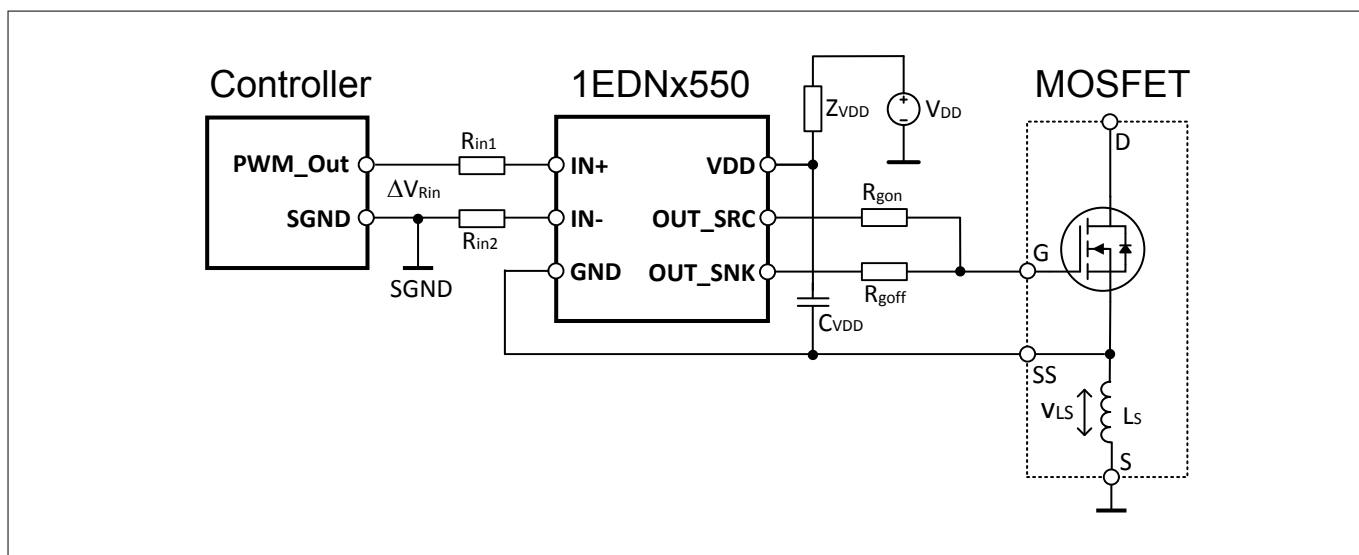 Controller
1EDNx550
MOSFET
PWM_Out
SGND
ΔVRin
Rin1
Rin2
SGND
IN+
IN-
GND
VDD
OUT_SRC
OUT_SNK
ZVDD
VDD
+
-
Rgon
Rgoff
CVDD
D
G
SS
VLS
LS
S